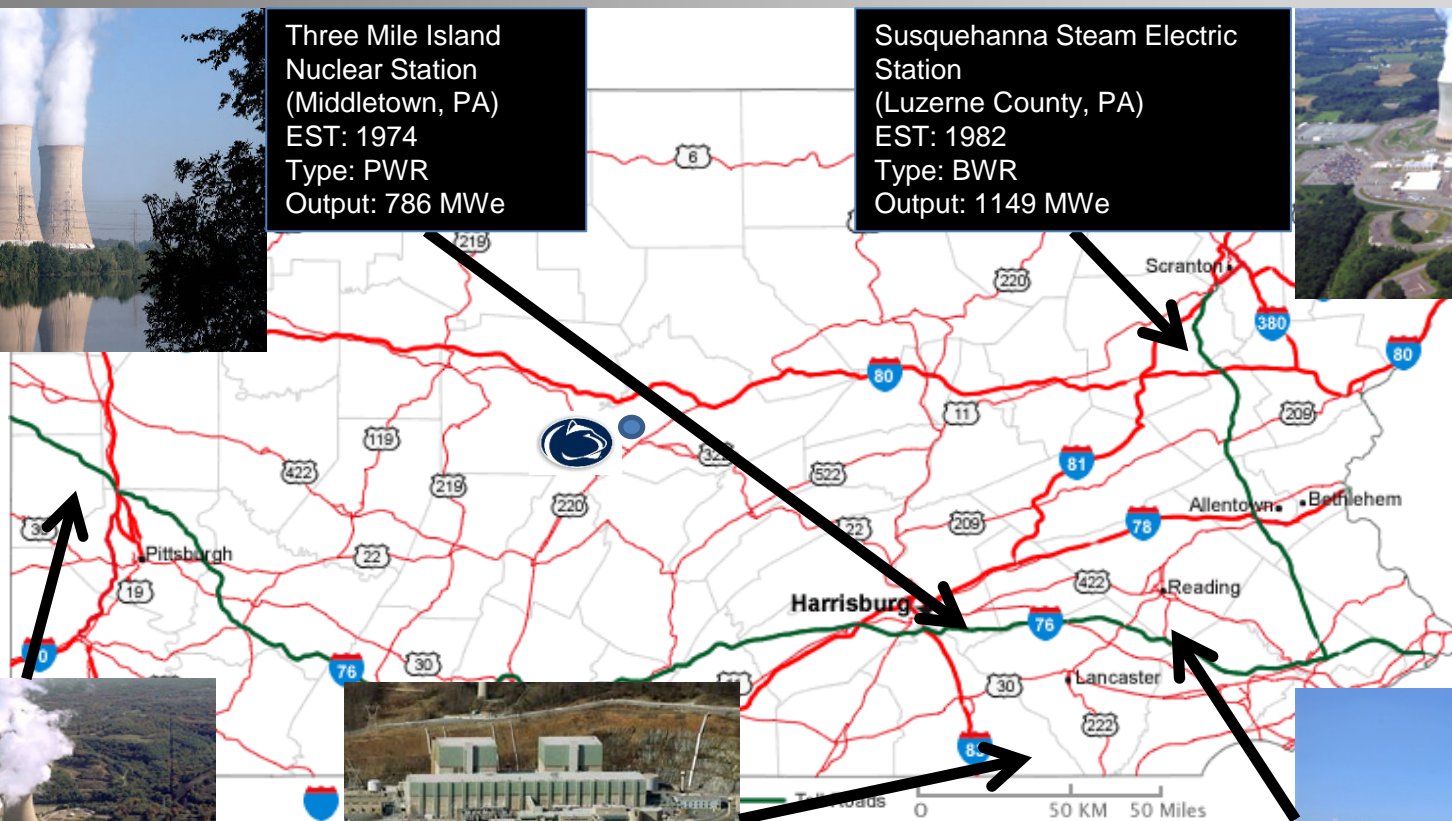 Three Mile Island
Nuclear Station
(Middletown, PA)
EST: 1974
Type: PWR
Output: 786 MWe
Susquehanna Steam Electric
Station
(Luzerne County, PA)
EST: 1982
Type: BWR
Output: 1149 MWe
6
219
220
Scranton
380
80
80
11
209
119
422
219
220
522
81
Allentown
Bethlehem
22
209
78
Pittsburgh
22
19
422
Reading
Harrisburg
76
76
30
30
Lancaster
222
Toll Roads
0
50 KM
50 Miles